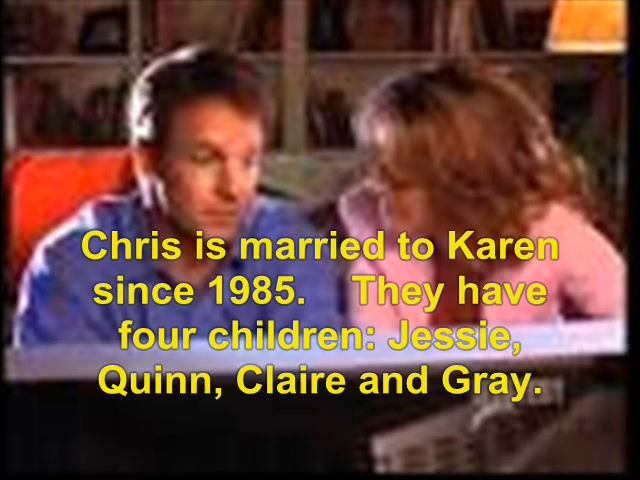 Chris is married to Karen
since 1985. They have
four children: Jessie,
Quinn, Claire and Gray.